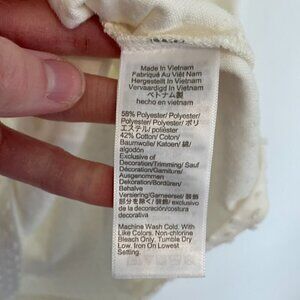 Made In Vietnam
Fabriqué Au Viêt Nam
Hergestellt In Vietnam
Vervaardigd In Vietnam
ベトナム製
hecho en vietnam
58% Polyester/ Polyester/
Polyester/ Polyester/ ポリ
エステル/ poliéster
42% Cotton/ Coton/
Baumwolle/ Katoen/ 綿/
algodón
Exclusive of
Decoration/Trimming/ Sauf
Décoration/Garniture/
Ausgenommen
Dekoration/Bordüren/
Behalve
Versiering/Garnituur/ 装飾
部分を除く/ 装飾/ exclusivo
de la decoración/costura
decorativa
Machine Wash Cold. With
Like Colors. Non-chlorine
Bleach Only. Tumble Dry
Low. Iron On Lowest
Setting.